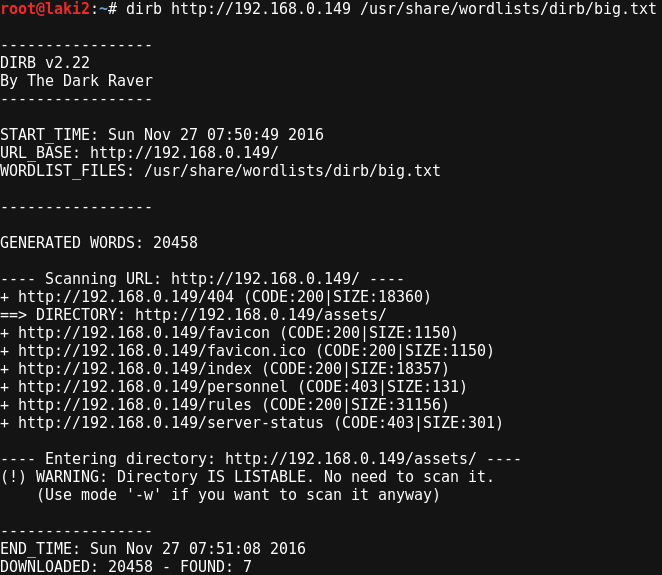 root@laki2:~# dirb http://192.168.0.149 /usr/share/wordlists/dirb/big.txt
-----------------
DIRB v2.22
By The Dark Raver
-----------------
START_TIME: Sun Nov 27 07:50:49 2016
URL_BASE: http://192.168.0.149/
WORDLIST_FILES: /usr/share/wordlists/dirb/big.txt
-----------------
GENERATED WORDS: 20458
---- Scanning URL: http://192.168.0.149/ ----
+ http://192.168.0.149/404 (CODE:200|SIZE:18360)
==> DIRECTORY: http://192.168.0.149/assets/
+ http://192.168.0.149/favicon (CODE:200|SIZE:1150)
+ http://192.168.0.149/favicon.ico (CODE:200|SIZE:1150)
+ http://192.168.0.149/index (CODE:200|SIZE:18357)
+ http://192.168.0.149/personnel (CODE:403|SIZE:131)
+ http://192.168.0.149/rules (CODE:200|SIZE:31156)
+ http://192.168.0.149/server-status (CODE:403|SIZE:301)
---- Entering directory: http://192.168.0.149/assets/ ----
(!) WARNING: Directory IS LISTABLE. No need to scan it.
(Use mode '-w' if you want to scan it anyway)
-----------------
END_TIME: Sun Nov 27 07:51:08 2016
DOWNLOADED: 20458 - FOUND: 7